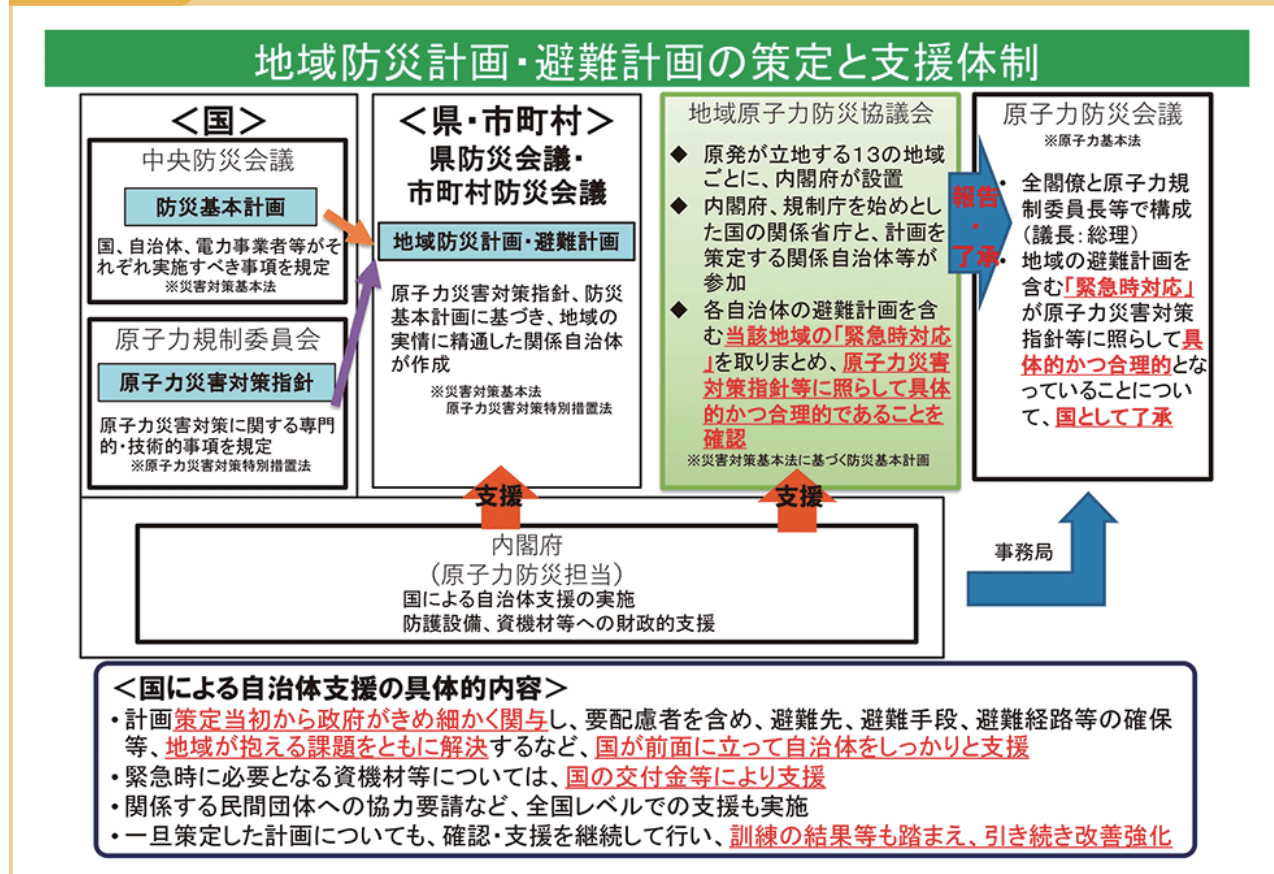 地域防災計画・避難計画の策定と支援体制
＜国＞
中央防災会議
防災基本計画
国、自治体、電力事業者等がそ
れぞれ実施すべき事項を規定
※災害対策基本法
原子力規制委員会
原子力災害対策指針
原子力災害対策に関する専門
的・技術的事項を規定
※原子力災害対策特別措置法
＜県・市町村＞
県防災会議・
市町村防災会議
地域防災計画・避難計画
原子力災害対策指針、防災
基本計画に基づき、地域の
実情に精通した関係自治体
が作成
※災害対策基本法
原子力災害対策特別措置法
支援
地域原子力防災協議会
◆ 原発が立地する13の地域
ごとに、内閣府が設置
◆ 内閣府、規制庁を始めとし
た国の関係省庁と、計画を
策定する関係自治体等が
参加
◆ 各自治体の避難計画を含
む当該地域の「緊急時対応
」を取りまとめ、原子力災害
対策指針等に照らして具体
的かつ合理的であることを
確認
※災害対策基本法に基づく防災基本計画
支援
報告
・
了承
原子力防災会議
※原子力基本法
・ 全閣僚と原子力規
制委員長等で構成
（議長：総理）
・ 地域の避難計画を
含む「緊急時対応」
が原子力災害対策
指針等に照らして具
体的かつ合理的とな
っていることについ
て、国として了承
内閣府
（原子力防災担当）
国による自治体支援の実施
防護設備、資機材等への財政的支援
事務局
＜国による自治体支援の具体的内容＞
・計画策定当初から政府がきめ細かく関与し、要配慮者を含め、避難先、避難手段、避難経路等の確保
等、地域が抱える課題をともに解決するなど、国が前面に立って自治体をしっかりと支援
・緊急時に必要となる資機材等については、国の交付金等により支援
・関係する民間団体への協力要請など、全国レベルでの支援も実施
・一旦策定した計画についても、確認・支援を継続して行い、訓練の結果等も踏まえ、引き続き改善強化